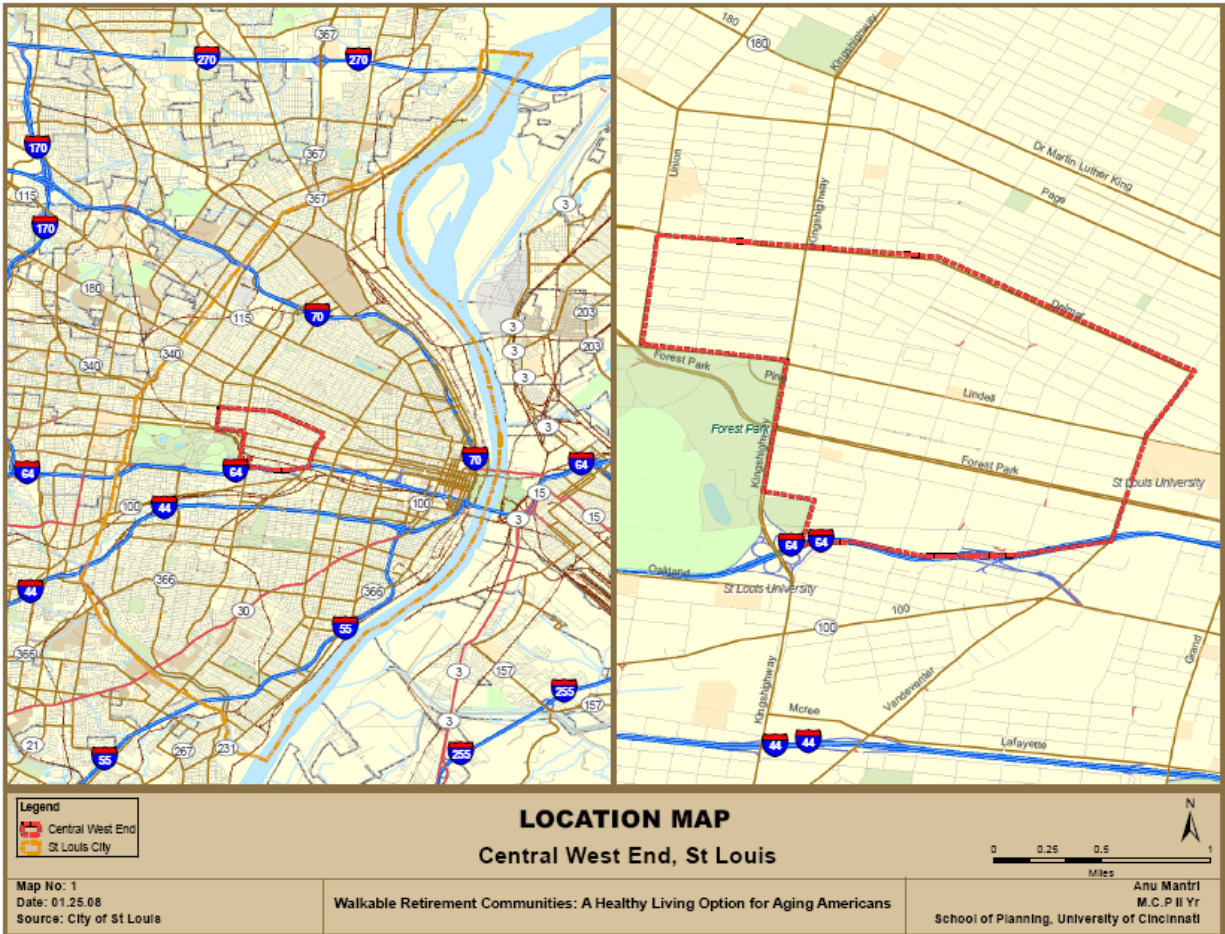 367
270
270
170
367
115
367
3
170
180
70
203
115
3
340
3
203
340
3
3
64
64
70
64
15
100
44
100
3
15
366
366
44
30
55
366
3
157
255
157
3
21
267
231
55
255
180
180
Kingshighway
Dr Martin Luther King
Union
Page
Kingshighway
Delmar
Forest Park
Pine
Lindell
Forest Park
Kingshighway
Forest Park
St Louis University
64
64
Oakland
St Louis University
100
100
Grand
Vandeventer
Kingshighway
Mcree
44
44
Lafayette
Legend
Central West End
St Louis City
LOCATION MAP
Central West End, St Louis
N
0 0.25 0.5 1
Miles
Map No: 1
Date: 01.25.08
Source: City of St Louis
Walkable Retirement Communities: A Healthy Living Option for Aging Americans
Anu Mantri
M.C.P II Yr
School of Planning, University of Cincinnati